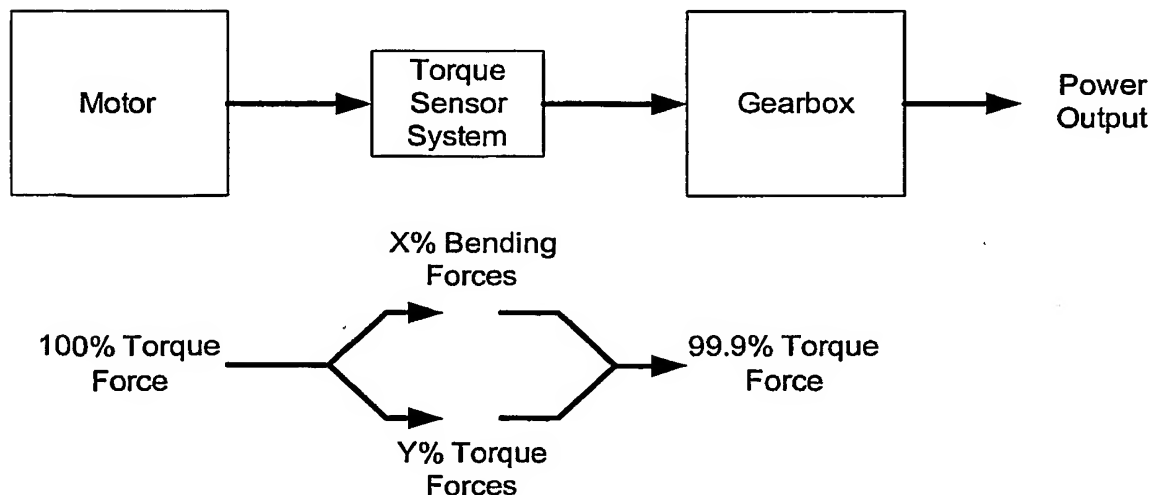 Motor
Torque
Sensor
System
Gearbox
Power
Output
X% Bending
Forces
100% Torque
Force
99.9% Torque
Force
Y% Torque
Forces